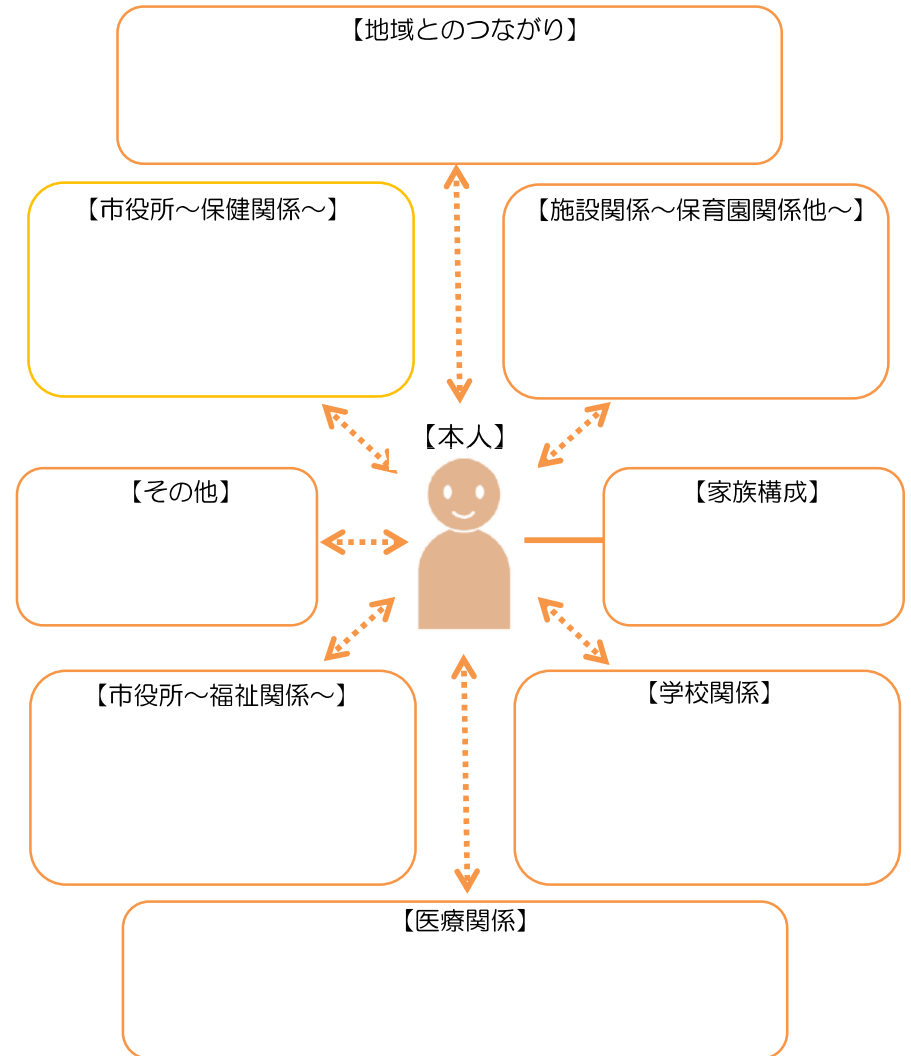 【地域とのつながり】
【市役所～保健関係～】
【施設関係～保育園関係他～】
【本人】
【その他】
【家族構成】
【市役所～福祉関係～】
【学校関係】
【医療関係】